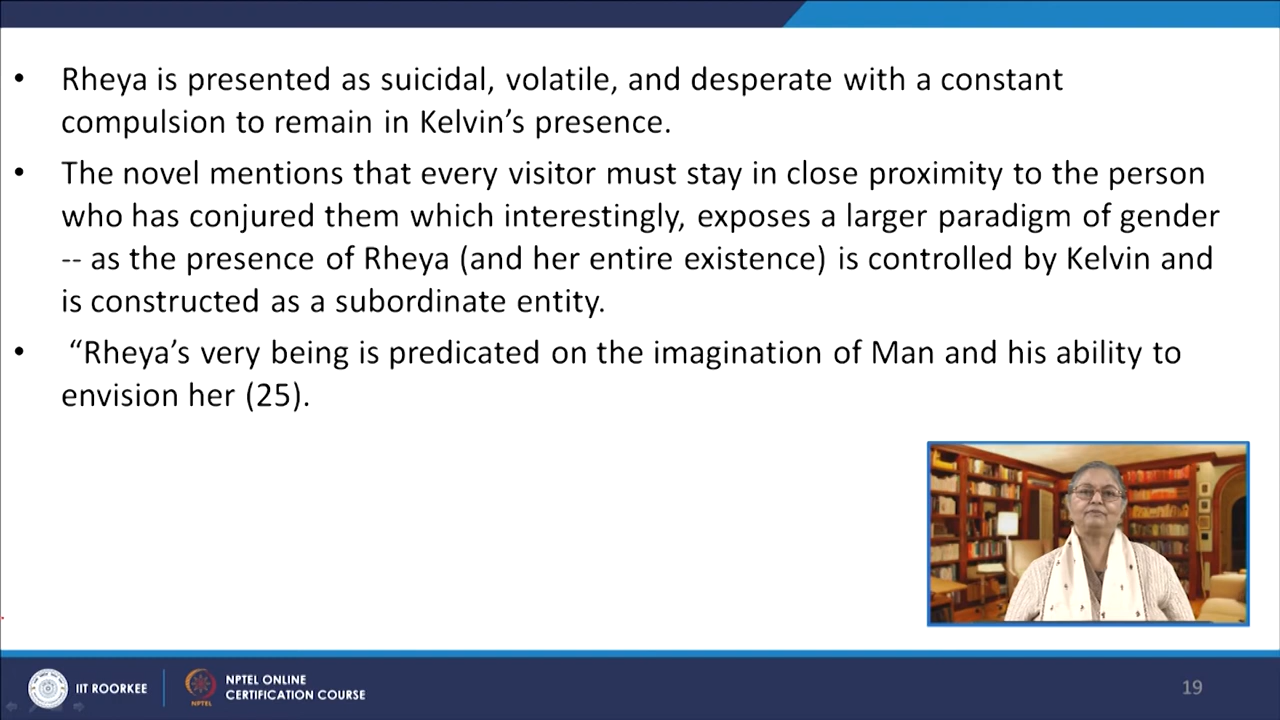 • Rheya is presented as suicidal, volatile, and desperate with a constant
compulsion to remain in Kelvin’s presence.
• The novel mentions that every visitor must stay in close proximity to the person
who has conjured them which interestingly, exposes a larger paradigm of gender
-- as the presence of Rheya (and her entire existence) is controlled by Kelvin and
is constructed as a subordinate entity.
• “Rheya’s very being is predicated on the imagination of Man and his ability to
envision her (25).
IIT ROORKEE
NPTEL
NPTEL ONLINE
CERTIFICATION COURSE
19